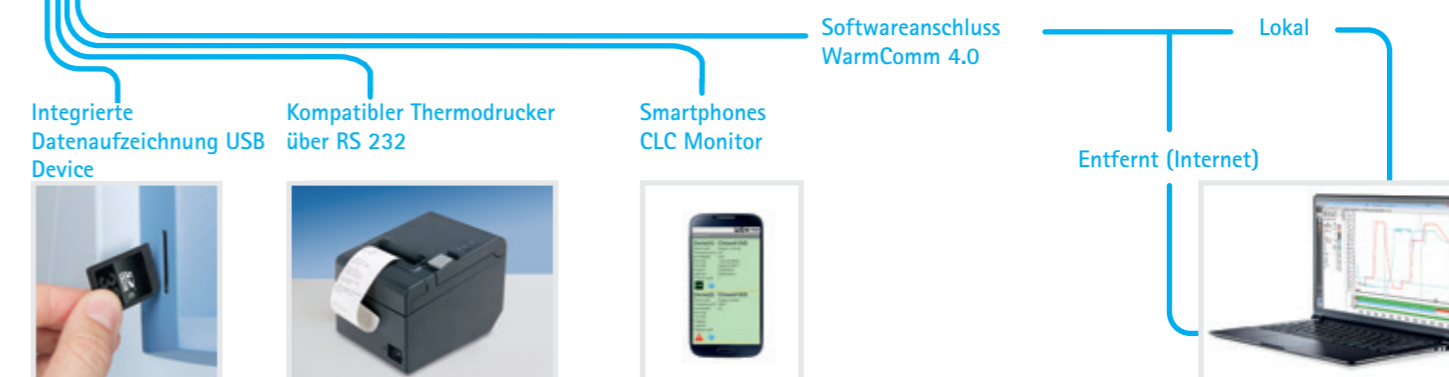 Softwareanschluss
WarmComm 4.0
Lokal
Integrierte
Datenaufzeichnung USB
Device
Kompatibler Thermodrucker
über RS 232
Smartphones
CLC Monitor
Entfernt (Internet)